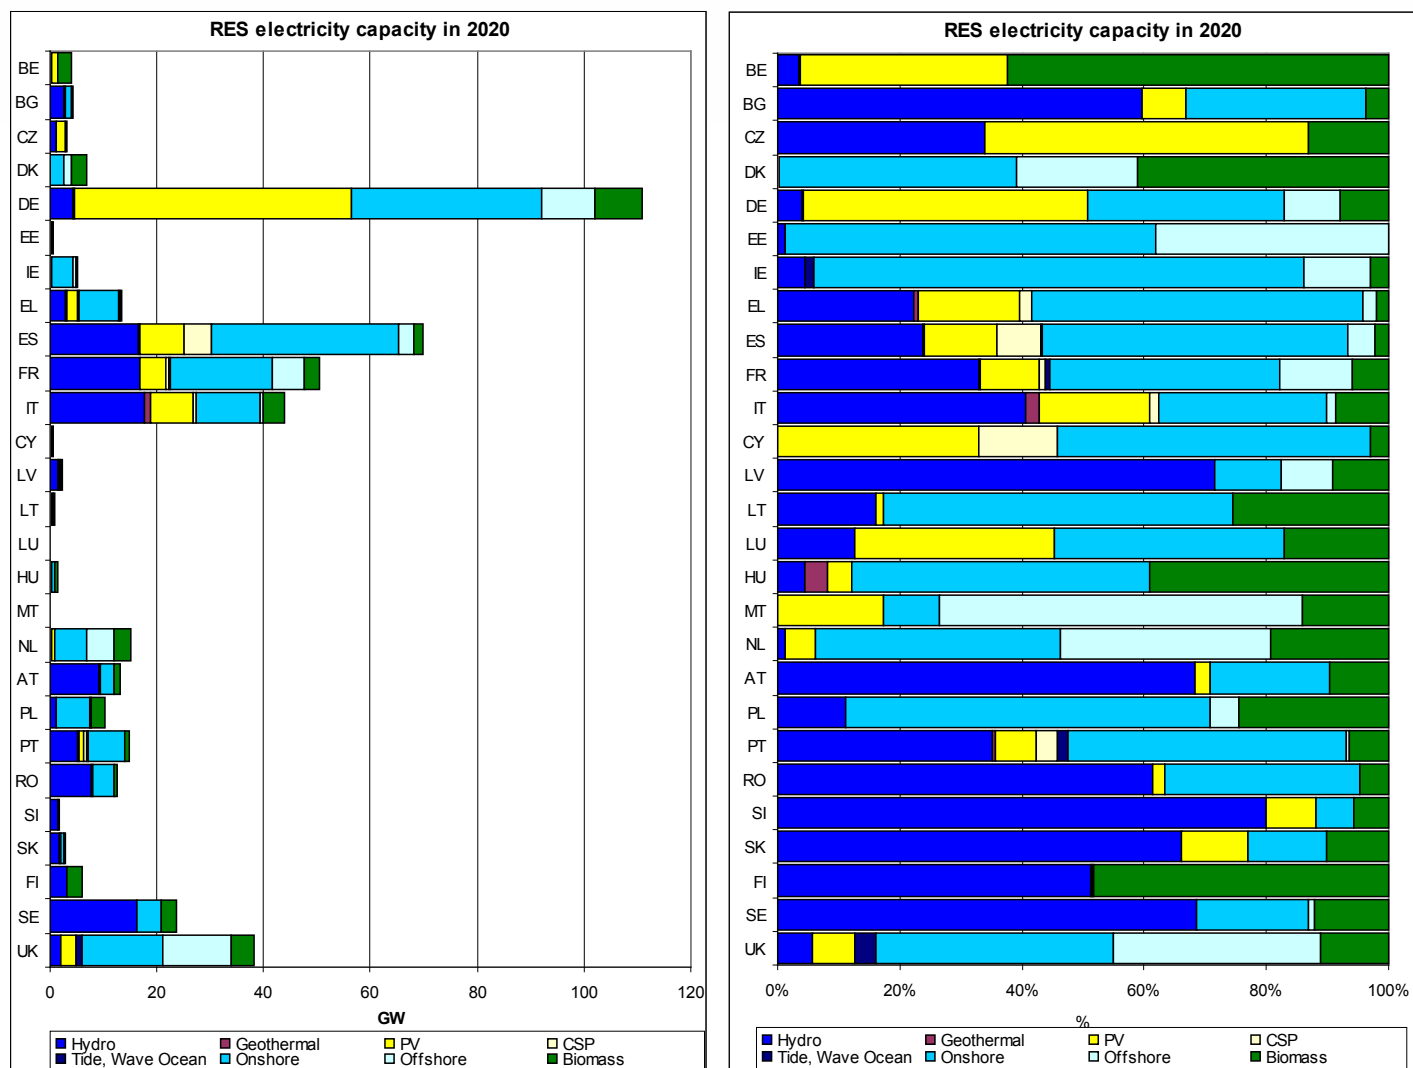 RES electricity capacity in 2020
BE
BG
CZ
DK
DE
EE
IE
EL
ES
FR
IT
CY
LV
LT
LU
HU
MT
NL
AT
PL
PT
RO
SI
SK
FI
SE
UK
0 20 40 60 80 100 120
GW
Hydro Geothermal PV CSP
Tide, Wave Ocean Onshore Offshore Biomass
RES electricity capacity in 2020
BE
BG
CZ
DK
DE
EE
IE
EL
ES
FR
IT
CY
LV
LT
LU
HU
MT
NL
AT
PL
PT
RO
SI
SK
FI
SE
UK
0% 20% 40% 60% 80% 100%
%
Hydro Geothermal PV CSP
Tide, Wave Ocean Onshore Offshore Biomass